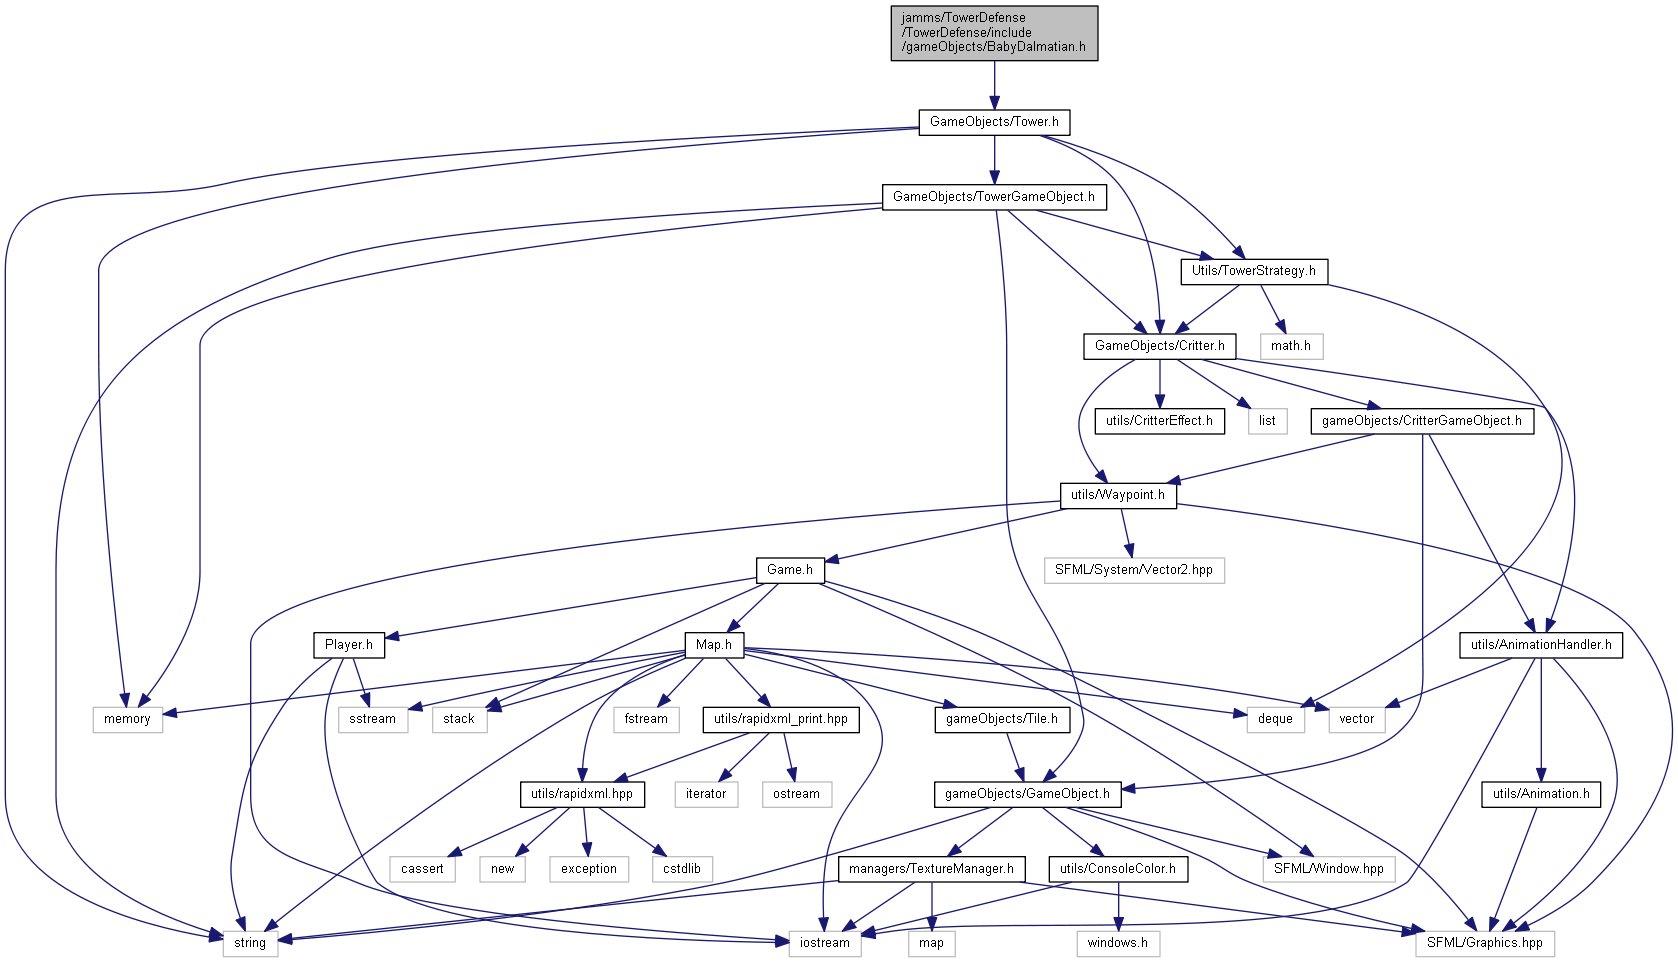 jamms/TowerDefense
/TowerDefense/include
/gameObjects/BabyDalmatian.h
GameObjects/Tower.h
GameObjects/TowerGameObject.h
Utils/TowerStrategy.h
GameObjects/Critter.h
math.h
utils/CritterEffect.h
list
gameObjects/CritterGameObject.h
utils/Waypoint.h
Game.h
SFML/System/Vector2.hpp
Player.h
Map.h
utils/AnimationHandler.h
memory
sstream
stack
fstream
utils/rapidxml_print.hpp
gameObjects/Tile.h
deque
vector
utils/rapidxml.hpp
iterator
ostream
gameObjects/GameObject.h
utils/Animation.h
cassert
new
exception
cstdlib
managers/TextureManager.h
utils/ConsoleColor.h
SFML/Window.hpp
string
iostream
map
windows.h
SFML/Graphics.hpp